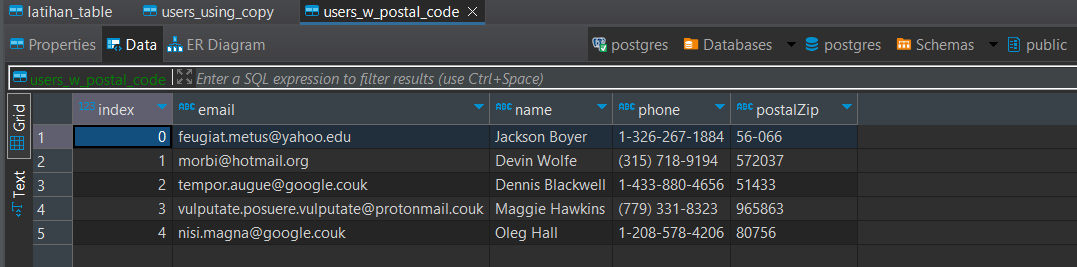 latihan_table users_using_copy users_w_postal_code
Properties Data ER Diagram postgres Databases postgres Schemas public
users_w_postal_code Enter a SQL expression to filter results (use Ctrl+Space)
Grid
Text
123 index ABC email ABC name ABC phone ABC postalZip
1 0 feugiat.metus@yahoo.edu Jackson Boyer 1-326-267-1884 56-066
2 1 morbi@hotmail.org Devin Wolfe (315) 718-9194 572037
3 2 tempor.augue@google.couk Dennis Blackwell 1-433-880-4656 51433
4 3 vulputate.posuere.vulputate@protonmail.couk Maggie Hawkins (779) 331-8323 965863
5 4 nisi.magna@google.couk Oleg Hall 1-208-578-4206 80756